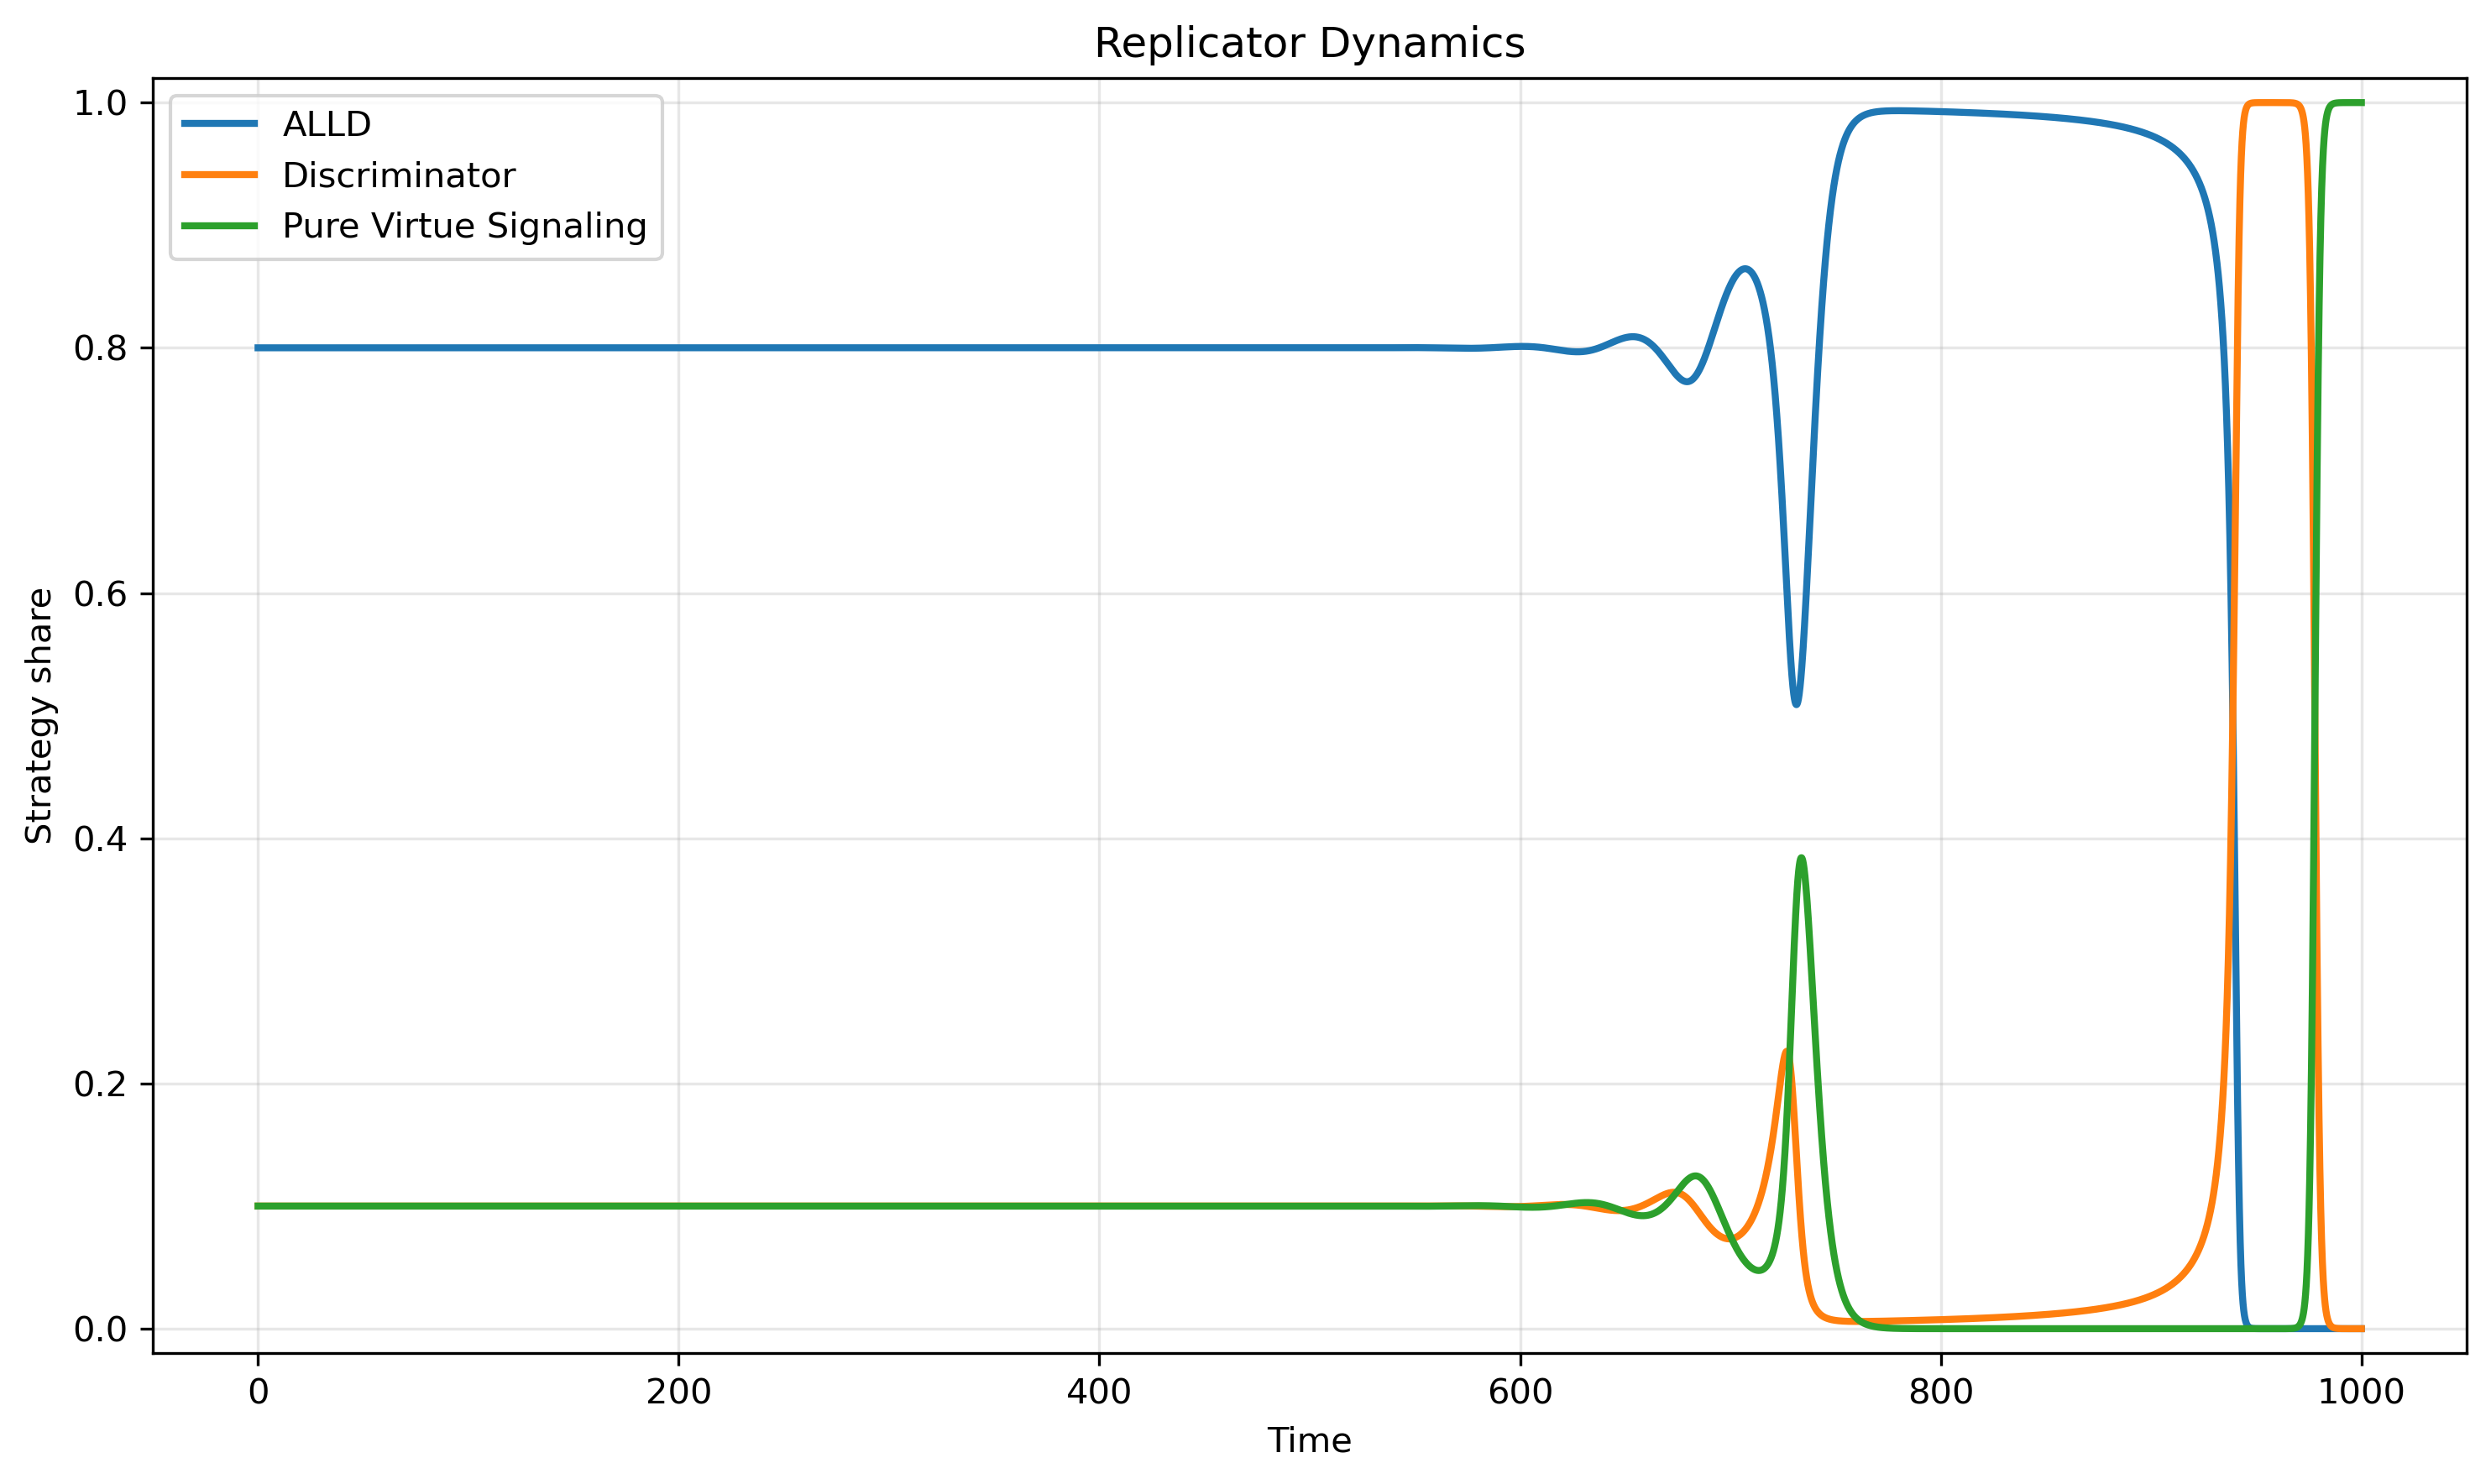 Replicator Dynamics
ALLD
Discriminator
Pure Virtue Signaling
Strategy share
1.0
0.8
0.6
0.4
0.2
0.0
0 200 400 600 800 1000
Time